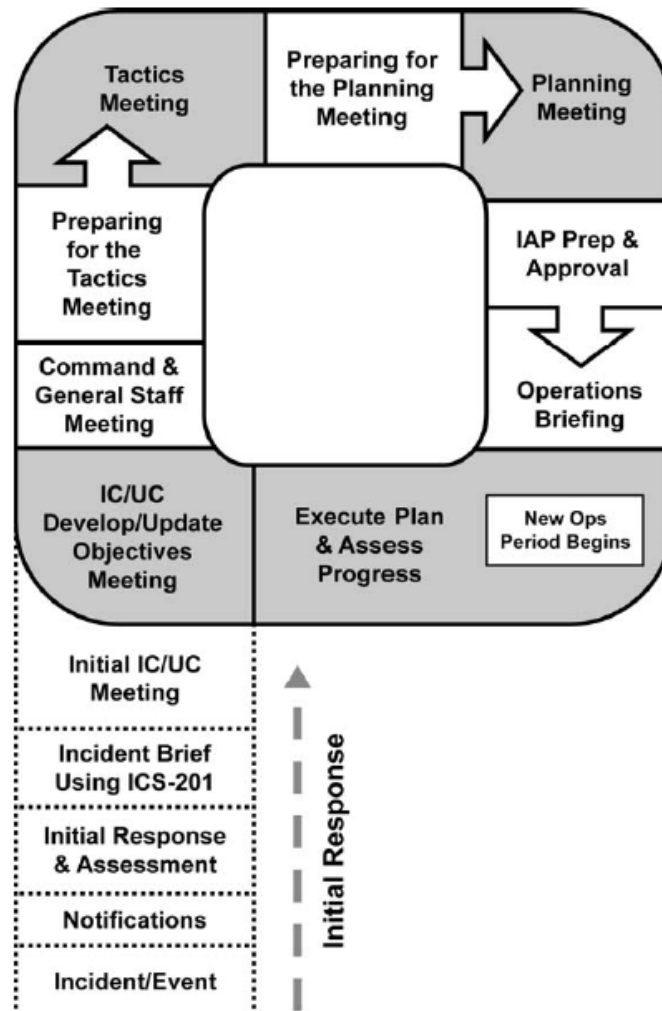 Tactics
Meeting
Preparing for
the Planning
Meeting
Planning
Meeting
Preparing
for the
Tactics
Meeting
IAP Prep &
Approval
Command &
General Staff
Meeting
Operations
Briefing
IC/UC
Develop/Update
Objectives
Meeting
Execute Plan
& Assess
Progress
New Ops
Period Begins
Initial IC/UC
Meeting
Incident Brief
Using ICS-201
Initial Response
& Assessment
Notifications
Incident/Event
Initial Response